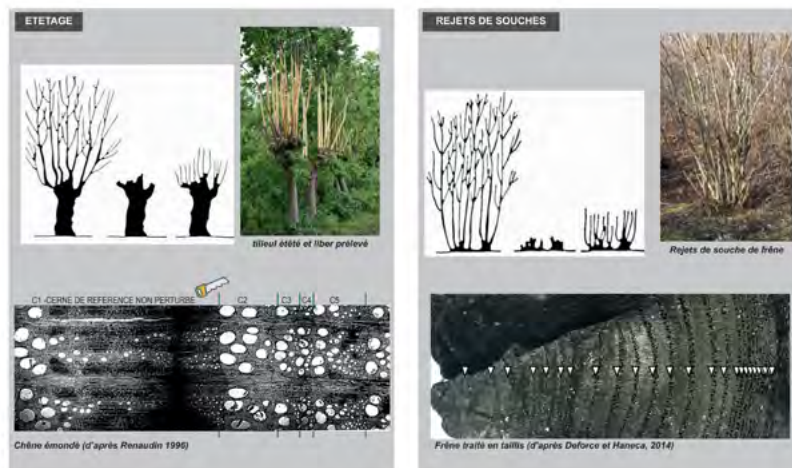 ETETAGE
tilleul étêté et liber prélevé
C1 -CERNE DE REFERENCE NON PERTURBE C2 C3 C4 C5
Chêne émondé (d'après Renaudin 1996)
REJETS DE SOUCHES
Rejets de souche de frêne
Frêne traité en taillis (d'après Deforce et Haneca, 2014)